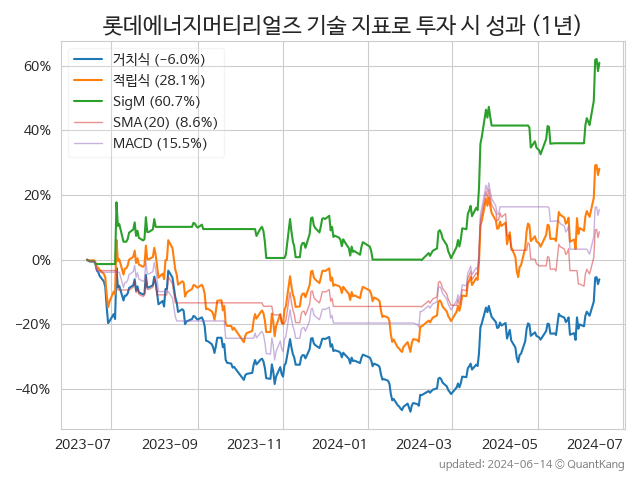 롯데에너지머티리얼즈 기술 지표로 투자 시 성과 (1년)
거치식 (−6.0%)
적립식 (28.1%)
SigM (60.7%)
SMA(20) (8.6%)
MACD (15.5%)
60%
40%
20%
0%
−20%
−40%
2023-07 2023-09 2023-11 2024-01 2024-03 2024-05 2024-07
updated: 2024-06-14 © QuantKang